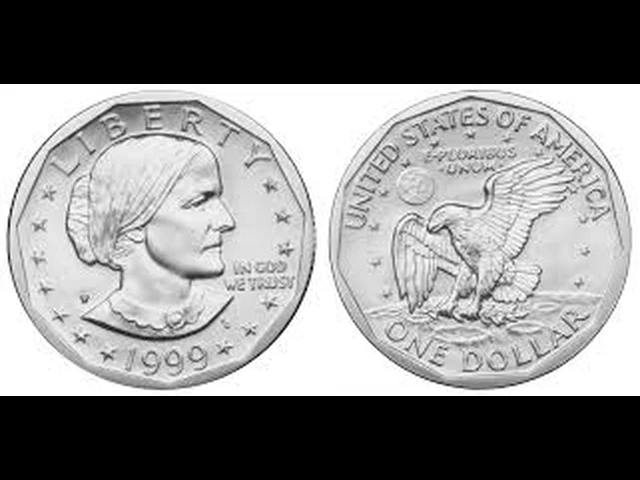 LIBERTY
IN GOD
WE TRUST
P
1999
UNITED STATES OF AMERICA
E·PLURIBUS
UNUM
ONE DOLLAR